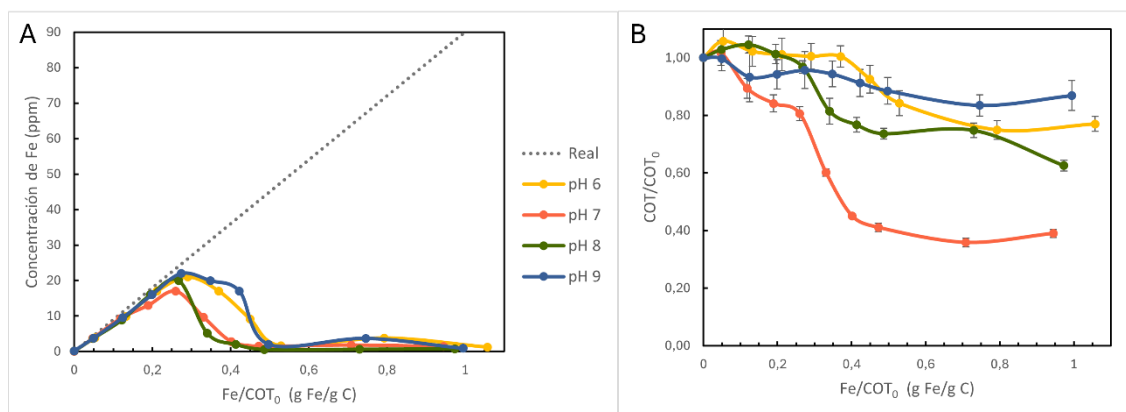 A
Concentración de Fe (ppm)
90
80
70
60
50
40
30
20
10
0
0
0,2
0,4
0,6
0,8
1
Fe/COT₀ (g Fe/g C)
Real
pH 6
pH 7
pH 8
pH 9
B
COT/COT₀
1,00
0,80
0,60
0,40
0,20
0,00
0
0,2
0,4
0,6
0,8
1
Fe/COT₀ (g Fe/g C)